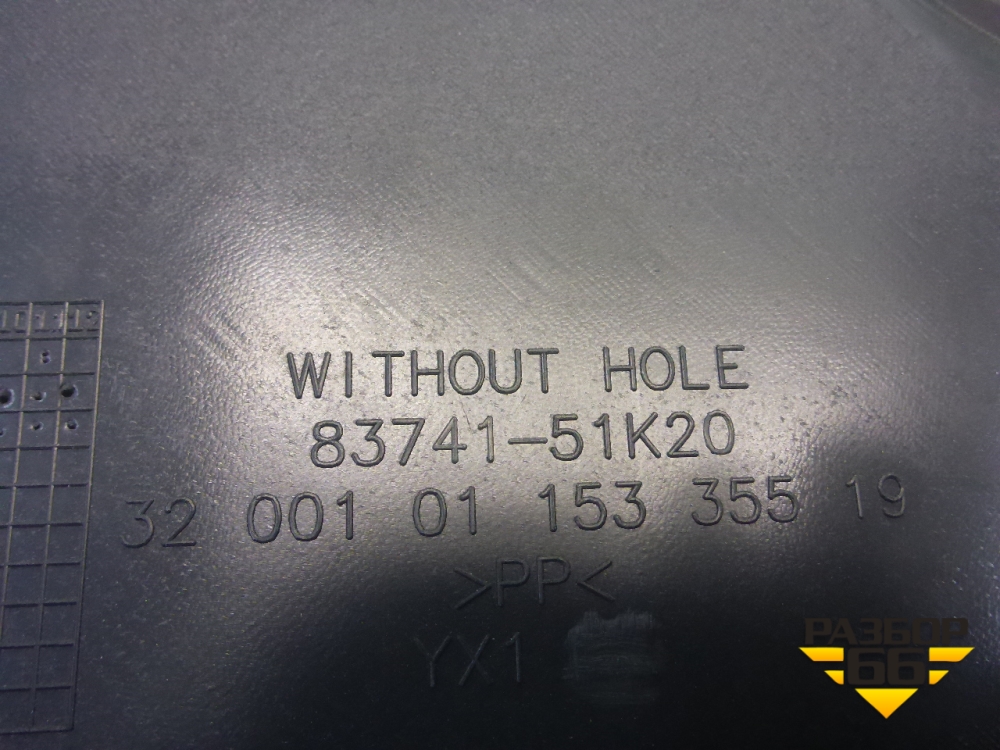 WITHOUT HOLE
83741-51K20
32 001 01 153 355 19
>PP<
YX1
РАЗБОР
66